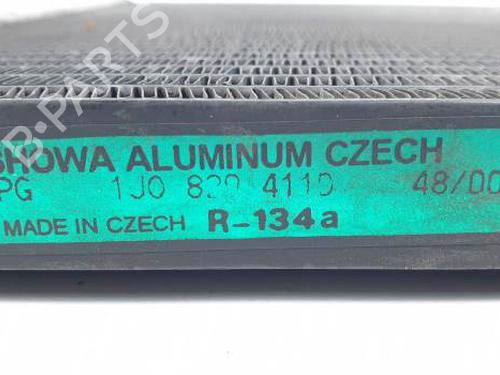 SHOWA ALUMINUM CZECH
PG 1J0 820 411D 48/00
MADE IN CZECH R-134a
B-PARTS